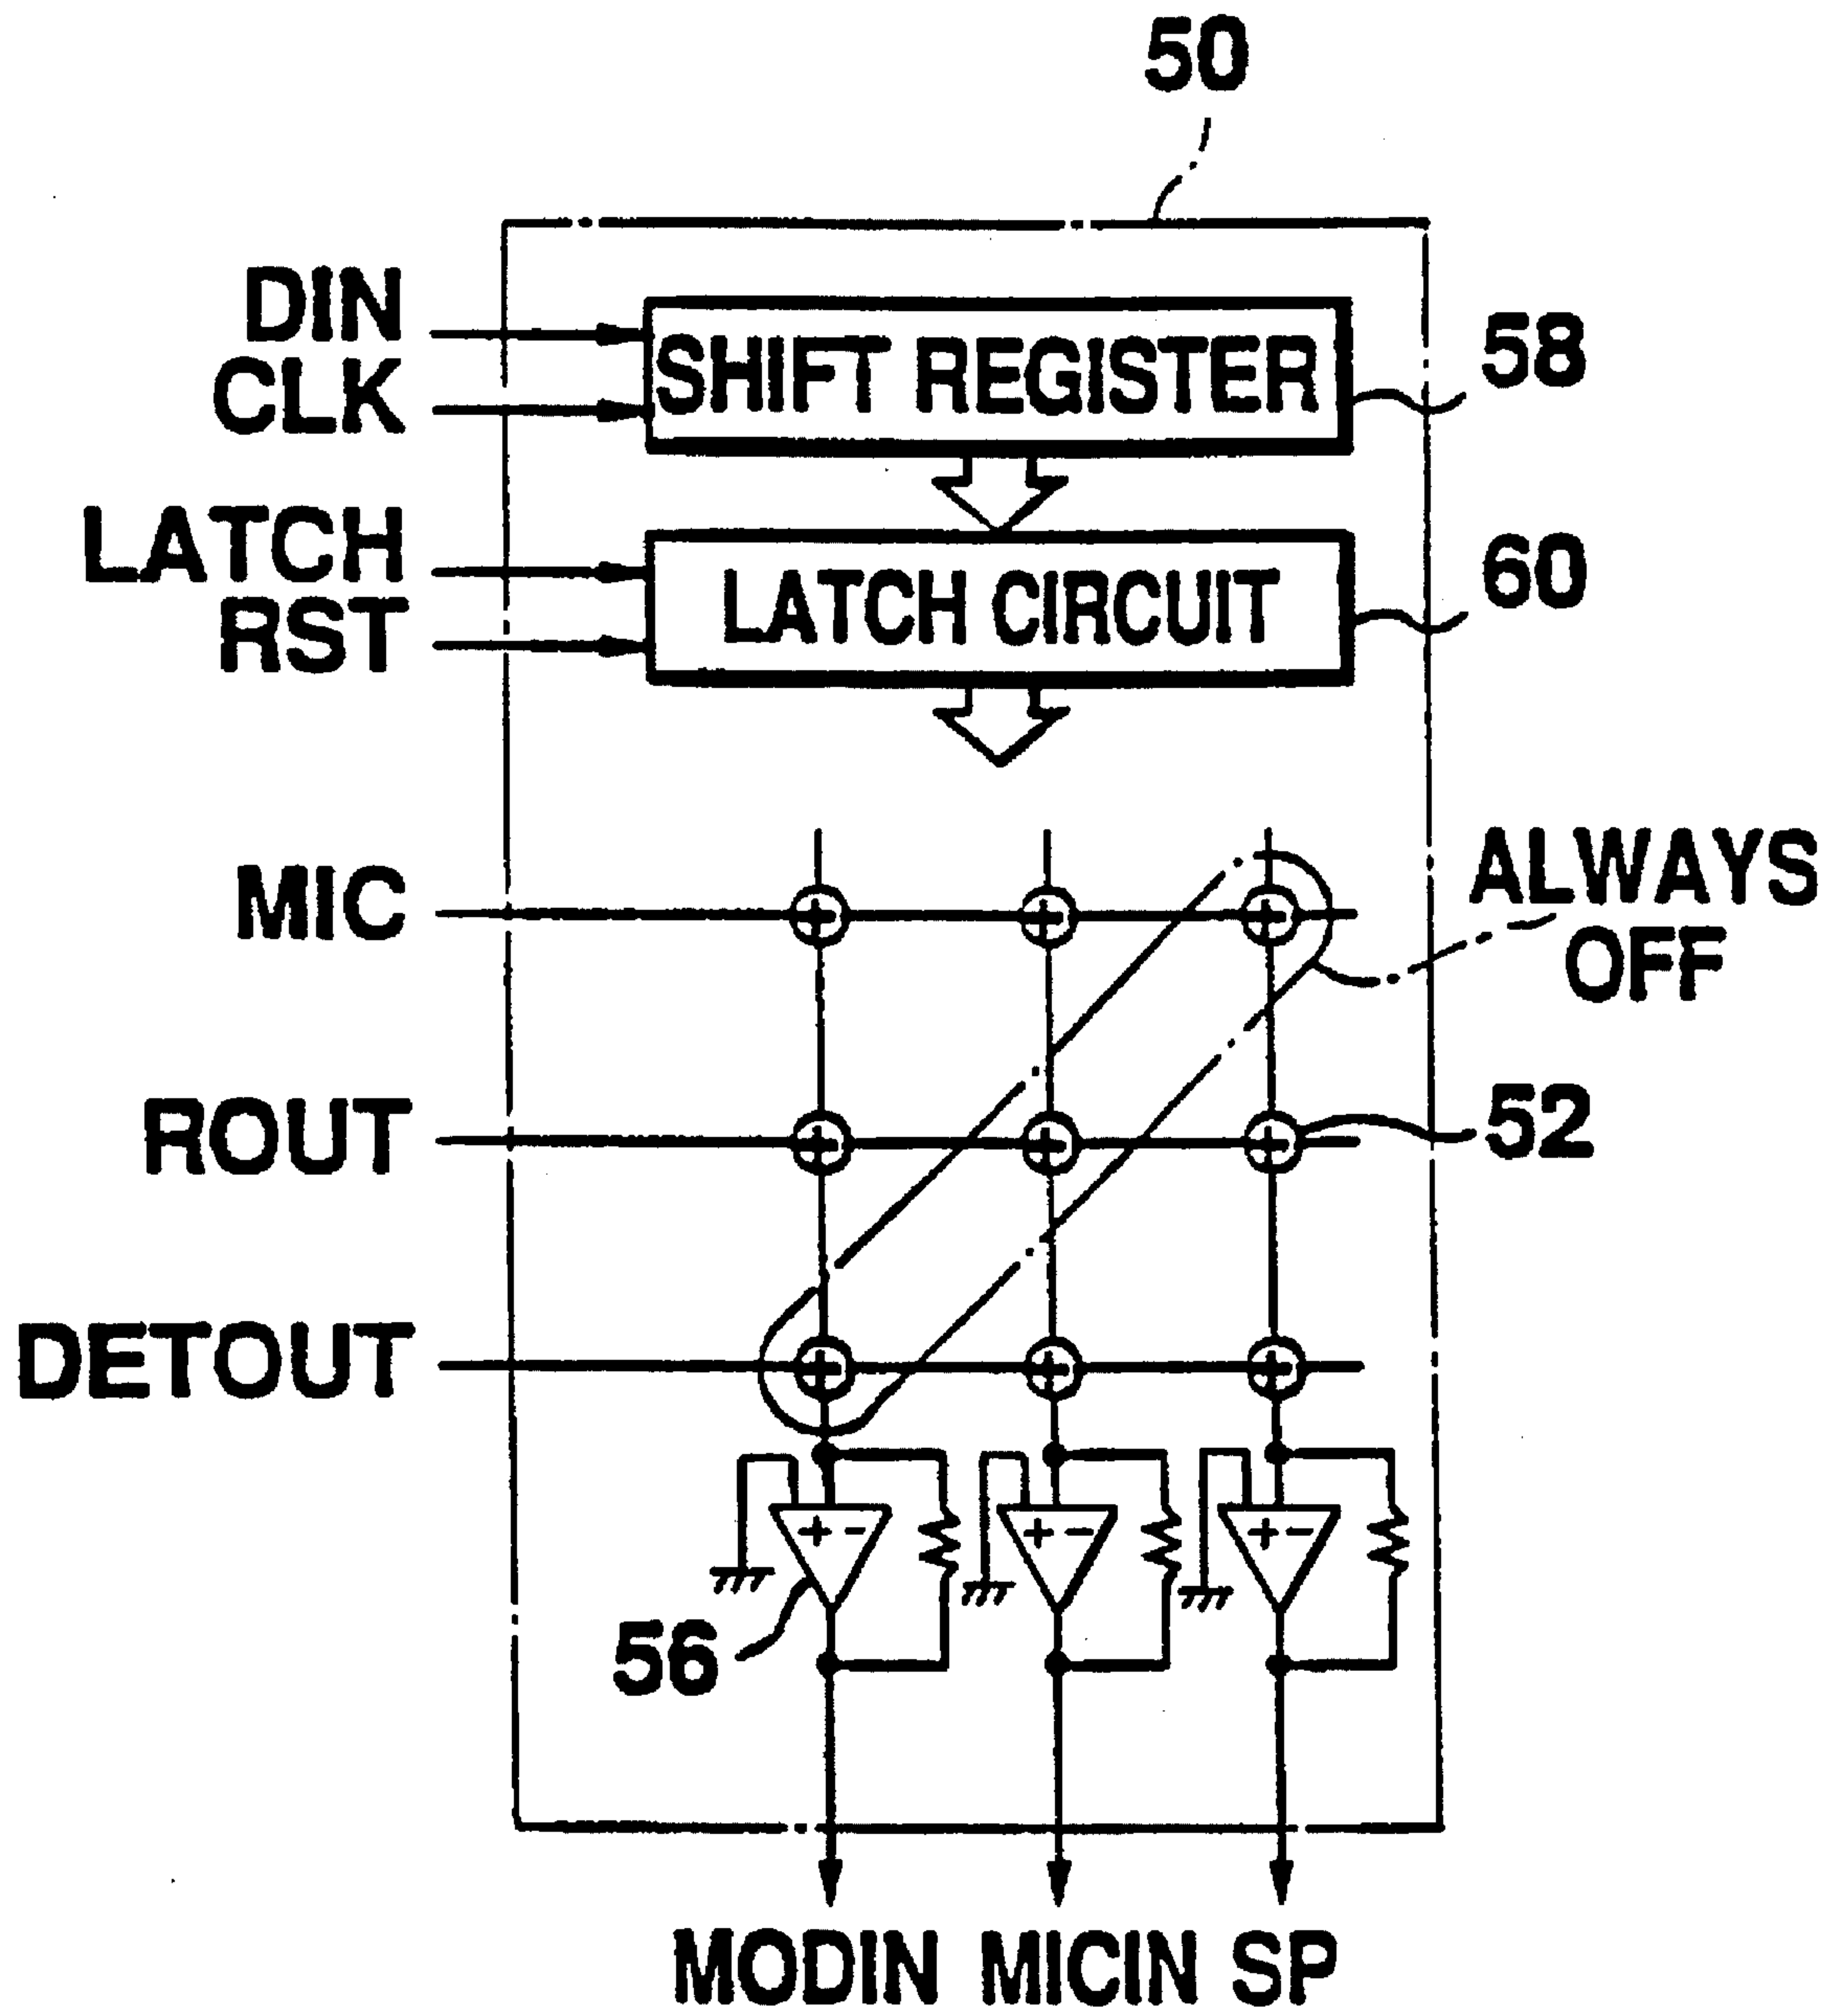 50
DIN
CLK
SHIFT REGISTER
58
LATCH
RST
LATCH CIRCUIT
60
MIC
ALWAYS
OFF
ROUT
52
DETOUT
+ -
+ -
+ -
56
MODIN MICIN SP